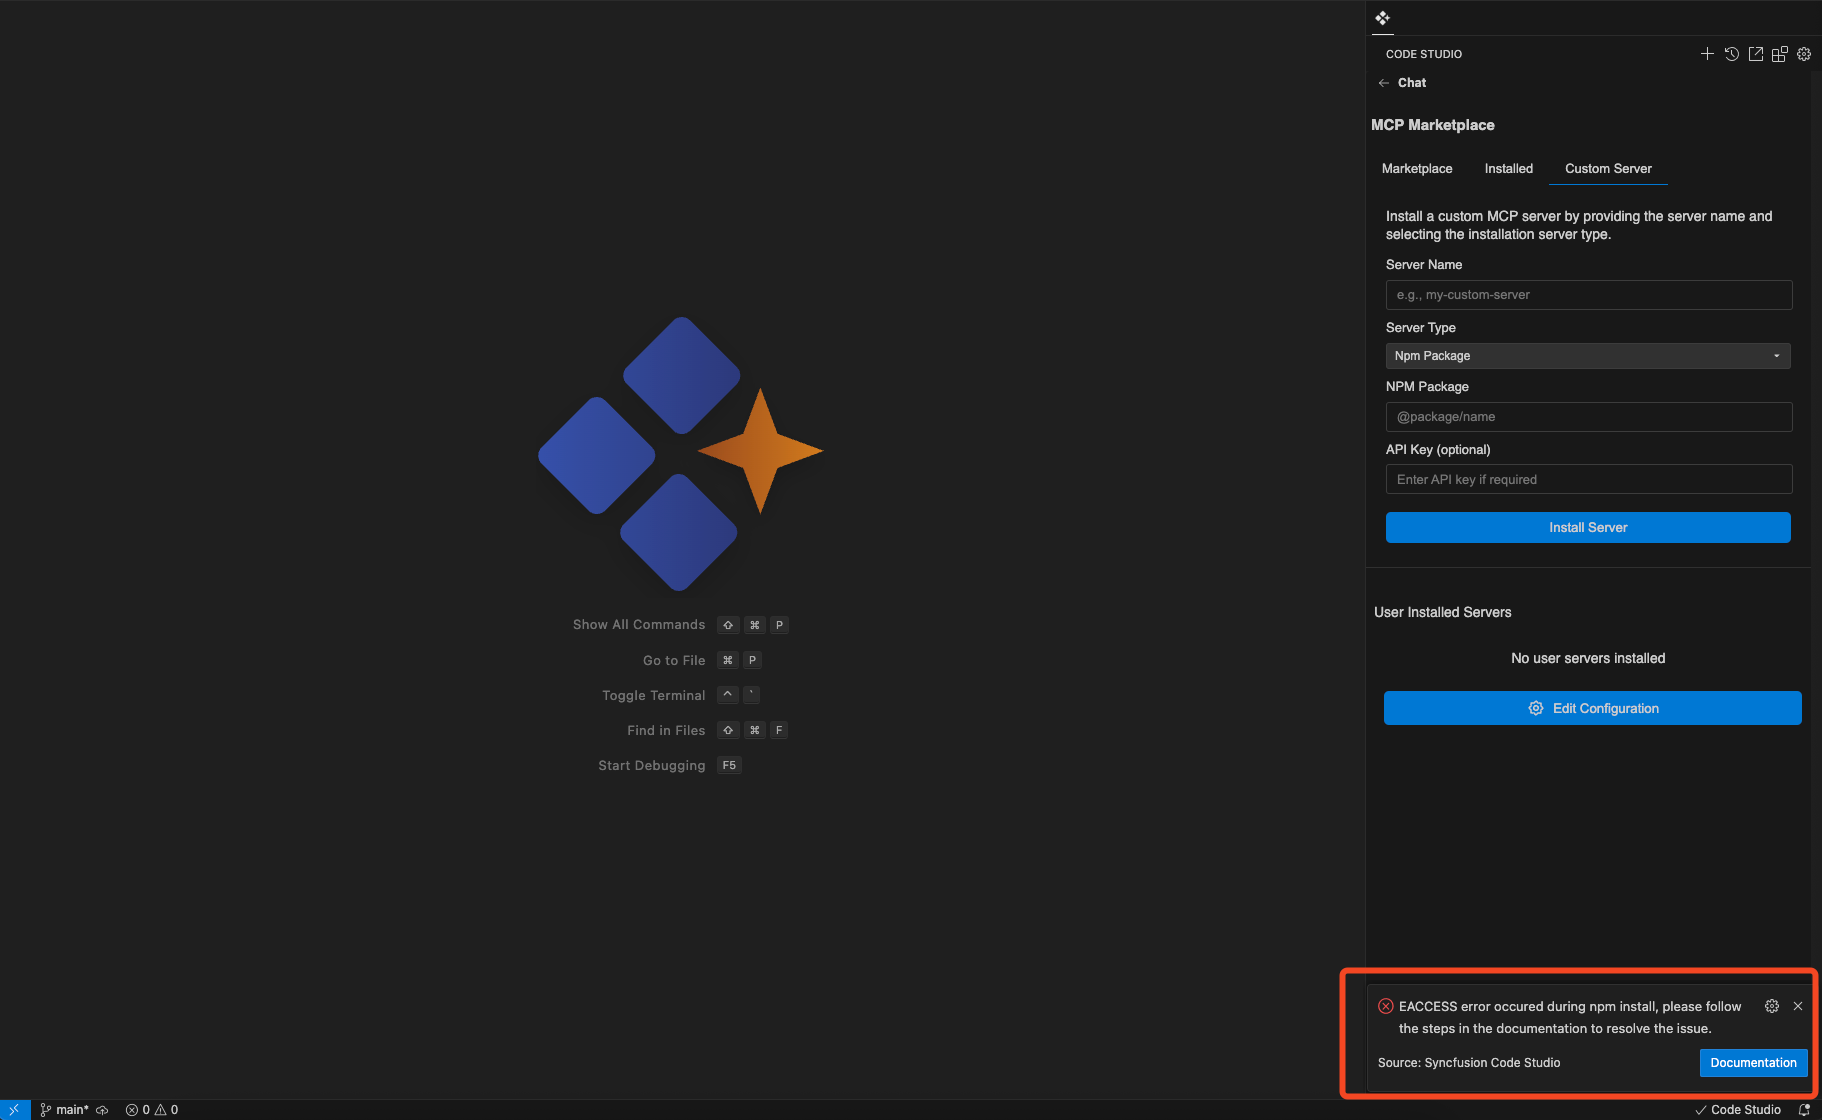 CODE STUDIO
Chat
MCP Marketplace
Marketplace Installed Custom Server
Install a custom MCP server by providing the server name and
selecting the installation server type.
Server Name
e.g., my-custom-server
Server Type
Npm Package
NPM Package
@package/name
API Key (optional)
Enter API key if required
Install Server
User Installed Servers
No user servers installed
Edit Configuration
Show All Commands ⇧ ⌘ P
Go to File ⌘ P
Toggle Terminal ^ `
Find in Files ⇧ ⌘ F
Start Debugging F5
EACCESS error occured during npm install, please follow
the steps in the documentation to resolve the issue.
Source: Syncfusion Code Studio
Documentation
main* 0 0
Code Studio